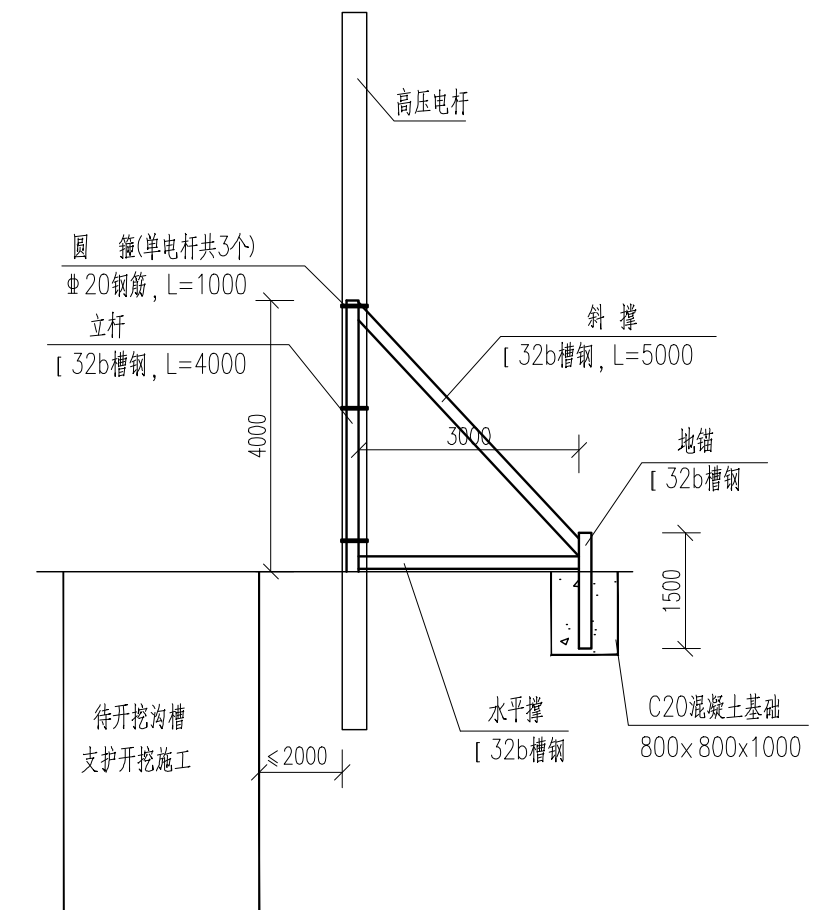 高压电杆
圆 箍(单电杆共3个)
Φ20钢筋, L=1000
立杆
[ 32b槽钢, L=4000
斜 撑
[ 32b槽钢, L=5000
4000
3000
地锚
[ 32b槽钢
1500
待开挖沟槽
支护开挖施工
≤2000
水平撑
[ 32b槽钢
C20混凝土基础
800x800x1000